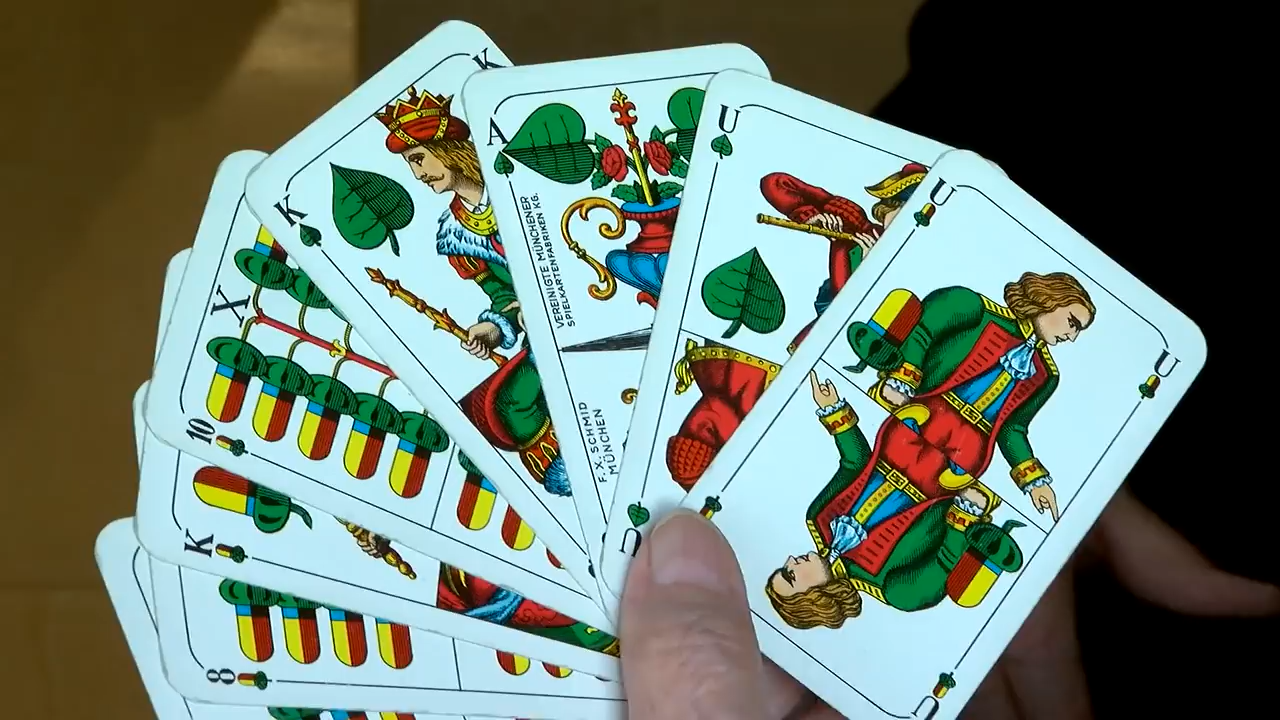 K
K
A
VEREINIGTE MÜNCHENER
SPIELKARTENFABRIKEN KG.
F. X. SCHMID
MÜNCHEN
U
U
U
U
U
X
10
K
8